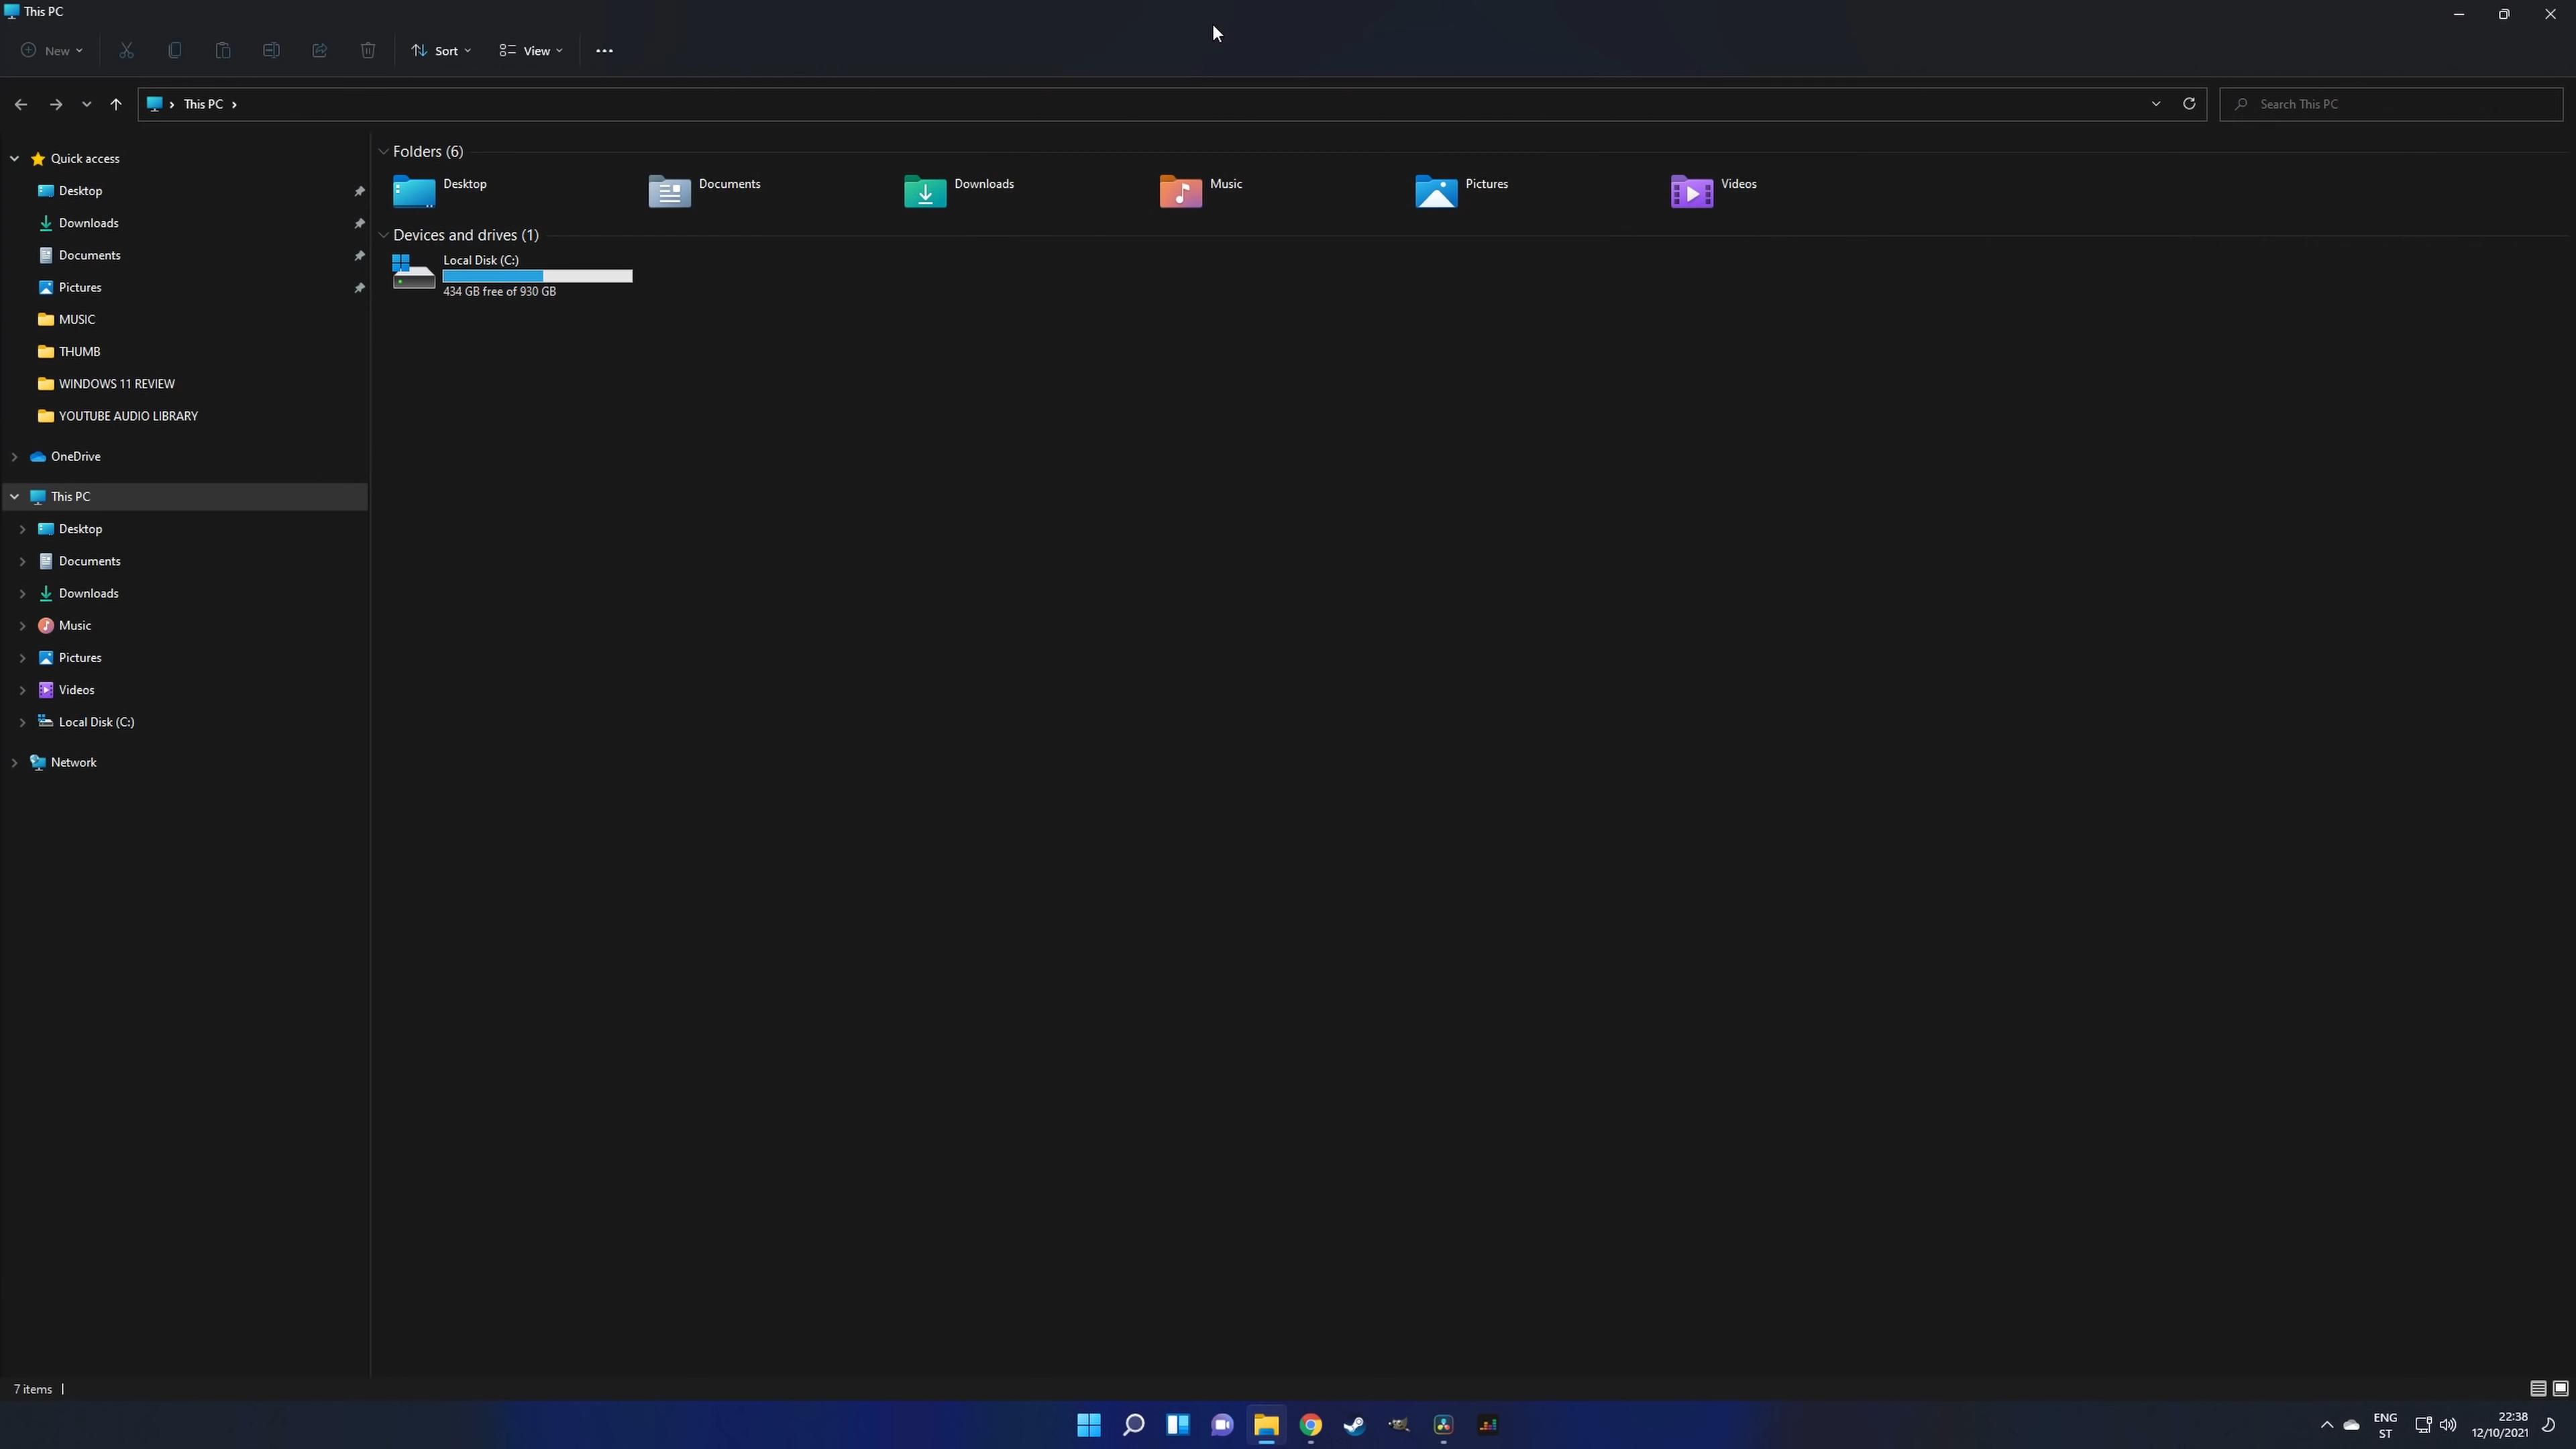 This PC
New
Sort
View
This PC
Search This PC
Quick access
Desktop
Downloads
Documents
Pictures
MUSIC
THUMB
WINDOWS 11 REVIEW
YOUTUBE AUDIO LIBRARY
OneDrive
This PC
Desktop
Documents
Downloads
Music
Pictures
Videos
Local Disk (C:)
Network
Folders (6)
Desktop
Documents
Downloads
Music
Pictures
Videos
Devices and drives (1)
Local Disk (C:)
434 GB free of 930 GB
7 items
ENG
ST
22:38
12/10/2021